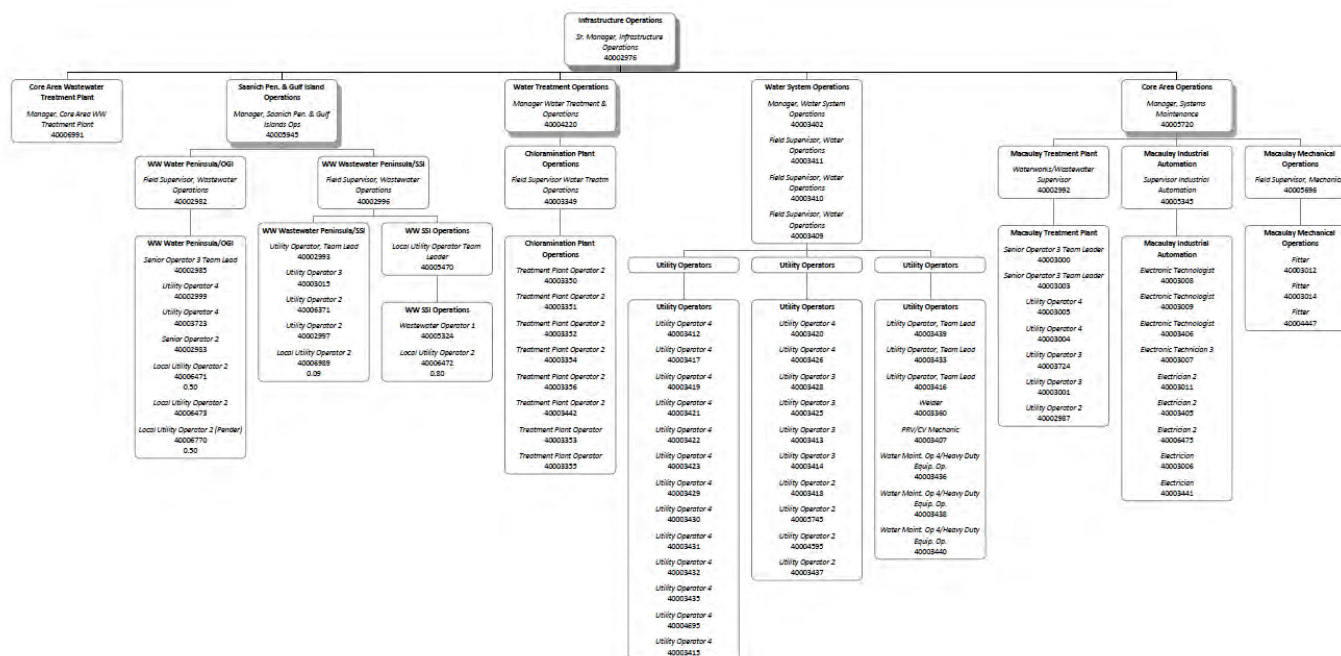 Infrastructure Operations
Sr. Manager, Infrastructure
Operations
40002976
Core Area Wastewater
Treatment Plant
Manager, Core Area WW
Treatment Plant
40006991
Saanich Pen. & Gulf Island
Operations
Manager, Saanich Pen. & Gulf
Islands Ops
40005945
Water Treatment Operations
Manager Water Treatment &
Operations
40004220
Water System Operations
Manager, Water System
Operations
40003402
Field Supervisor, Water
Operations
40003411
Field Supervisor, Water
Operations
40003410
Field Supervisor, Water
Operations
40003409
Core Area Operations
Manager, Systems
Maintenance
40005720
WW Water Peninsula/OGI
Field Supervisor, Wastewater
Operations
40002982
WW Wastewater Peninsula/SSI
Field Supervisor, Wastewater
Operations
40002996
Chloramination Plant
Operations
Field Supervisor Water Treatm
Operations
40003349
Macaulay Treatment Plant
Waterworks/Wastewater
Supervisor
40002992
Macaulay Industrial
Automation
Supervisor Industrial
Automation
40005345
Macaulay Mechanical
Operations
Field Supervisor, Mechanical
40005696
WW Water Peninsula/OGI
Senior Operator 3 Team Lead
40002985
Utility Operator 4
40002999
Utility Operator 4
40003723
Senior Operator 2
40002983
Local Utility Operator 2
40006471
0.50
Local Utility Operator 2
40006473
Local Utility Operator 2 (Pender)
40006770
0.50
WW Wastewater Peninsula/SSI
Utility Operator, Team Lead
40002993
Utility Operator 3
40003015
Utility Operator 2
40006371
Utility Operator 2
40002997
Local Utility Operator 2
40006989
0.09
WW SSI Operations
Local Utility Operator Team
Leader
40005470
WW SSI Operations
Wastewater Operator 1
40005324
Local Utility Operator 2
40006472
0.80
Chloramination Plant
Operations
Treatment Plant Operator 2
40003350
Treatment Plant Operator 2
40003351
Treatment Plant Operator 2
40003352
Treatment Plant Operator 2
40003354
Treatment Plant Operator 2
40003356
Treatment Plant Operator 2
40003442
Treatment Plant Operator
40003353
Treatment Plant Operator
40003355
Utility Operators
Utility Operators
Utility Operator 4
40003412
Utility Operator 4
40003417
Utility Operator 4
40003419
Utility Operator 4
40003421
Utility Operator 4
40003422
Utility Operator 4
40003423
Utility Operator 4
40003429
Utility Operator 4
40003430
Utility Operator 4
40003431
Utility Operator 4
40003432
Utility Operator 4
40003435
Utility Operator 4
40004695
Utility Operator 4
40003415
Utility Operators
Utility Operators
Utility Operator 4
40003420
Utility Operator 4
40003426
Utility Operator 3
40003428
Utility Operator 3
40003425
Utility Operator 3
40003413
Utility Operator 3
40003414
Utility Operator 2
40003418
Utility Operator 2
40005745
Utility Operator 2
40004595
Utility Operator 2
40003437
Utility Operators
Utility Operators
Utility Operator, Team Lead
40003439
Utility Operator, Team Lead
40003433
Utility Operator, Team Lead
40003416
Welder
40003360
PRV/CV Mechanic
40003407
Water Maint. Op 4/Heavy Duty
Equip. Op.
40003436
Water Maint. Op 4/Heavy Duty
Equip. Op.
40003438
Water Maint. Op 4/Heavy Duty
Equip. Op.
40003440
Macaulay Treatment Plant
Senior Operator 3 Team Leader
40003000
Senior Operator 3 Team Leader
40003003
Utility Operator 4
40003005
Utility Operator 4
40003004
Utility Operator 3
40003724
Utility Operator 3
40003001
Utility Operator 2
40002987
Macaulay Industrial
Automation
Electronic Technologist
40003008
Electronic Technologist
40003009
Electronic Technologist
40003406
Electronic Technician 3
40003007
Electrician 2
40003011
Electrician 2
40003405
Electrician 2
40006475
Electrician
40003006
Electrician
40003441
Macaulay Mechanical
Operations
Fitter
40003012
Fitter
40003014
Fitter
40004447